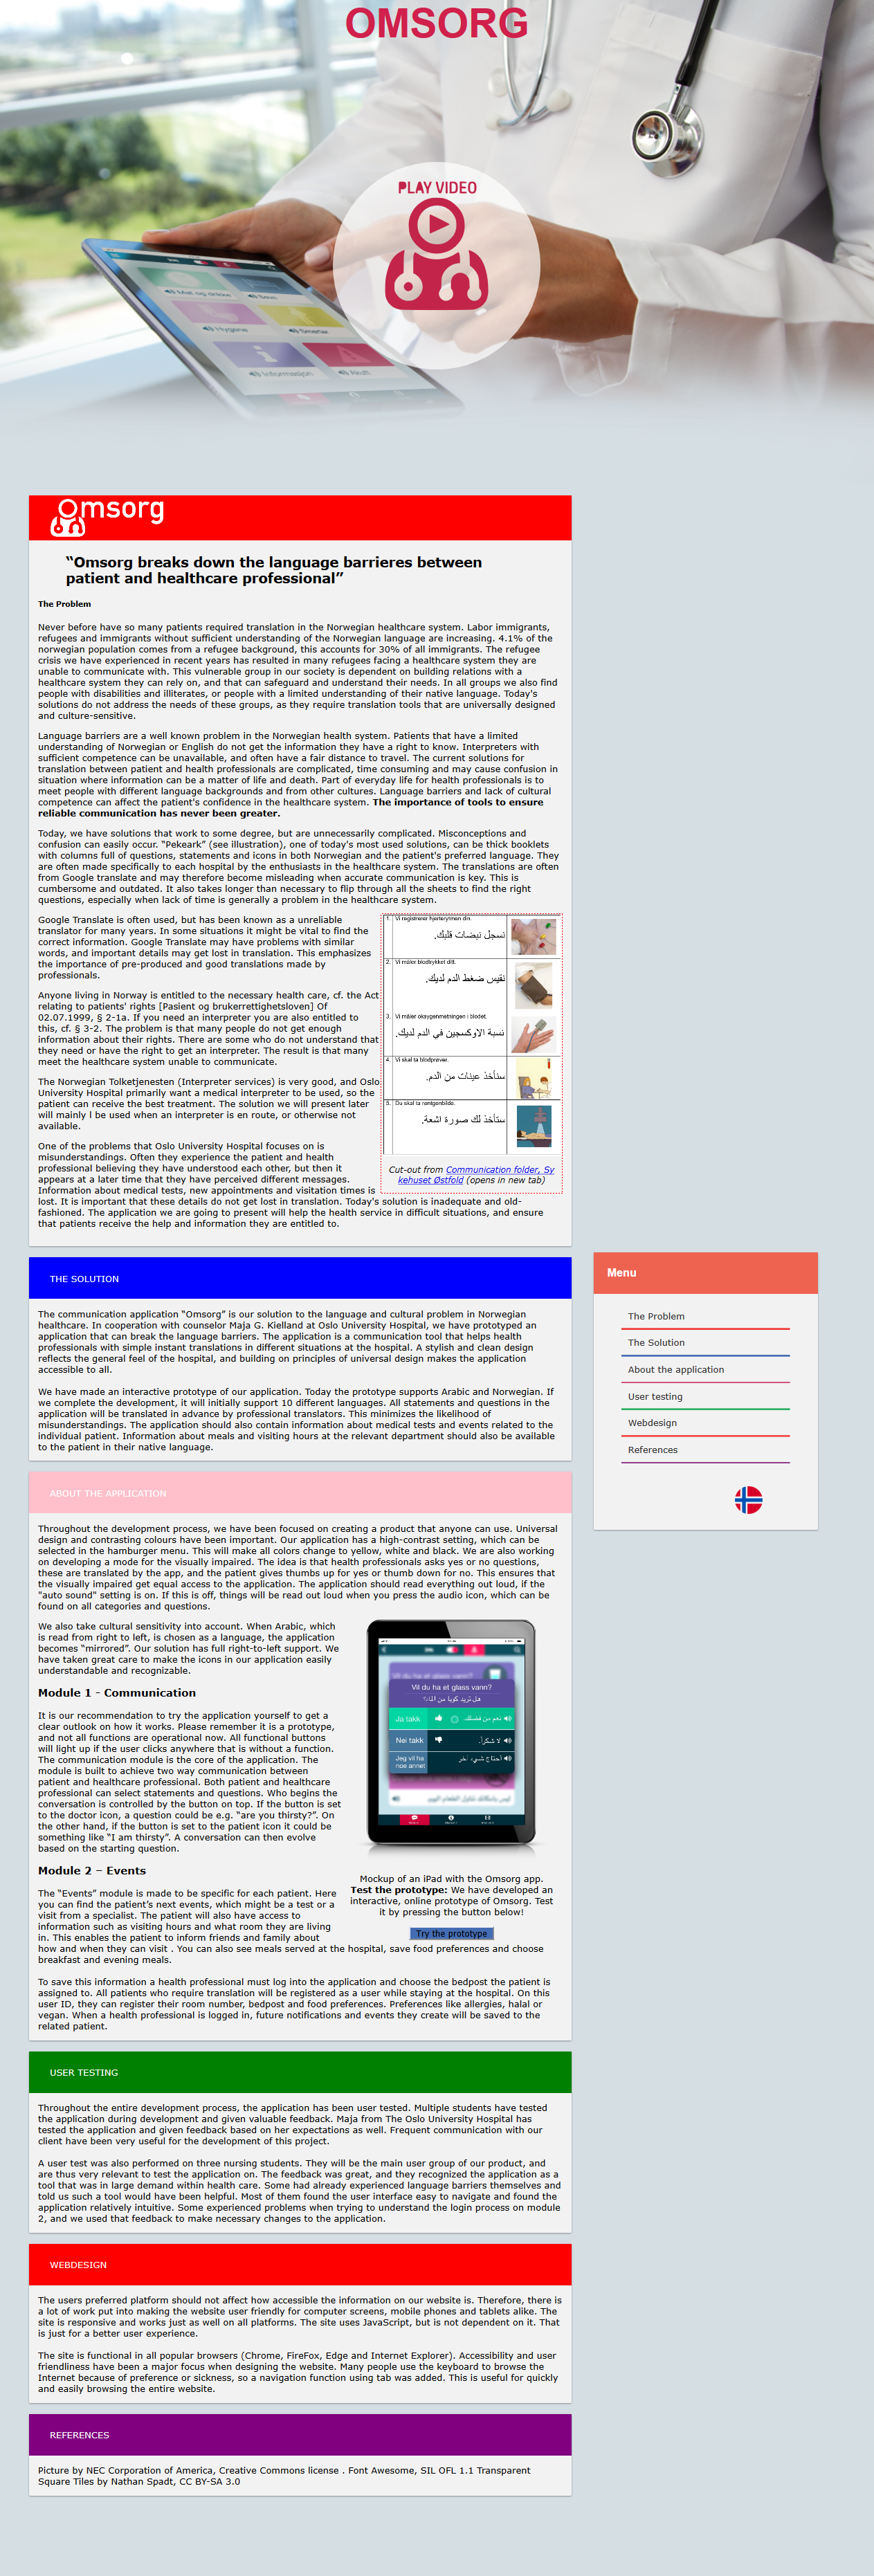 OMSORG
PLAY VIDEO
Mat og drikke
Søvn
Hygiene
Smerter
Informasjon
Akutt
Omsorg
“Omsorg breaks down the language barrieres between
patient and healthcare professional”
The Problem
Never before have so many patients required translation in the Norwegian healthcare system. Labor immigrants,
refugees and immigrants without sufficient understanding of the Norwegian language are increasing. 4.1% of the
norwegian population comes from a refugee background, this accounts for 30% of all immigrants. The refugee
crisis we have experienced in recent years has resulted in many refugees facing a healthcare system they are
unable to communicate with. This vulnerable group in our society is dependent on building relations with a
healthcare system they can rely on, and that can safeguard and understand their needs. In all groups we also find
people with disabilities and illiterates, or people with a limited understanding of their native language. Today's
solutions do not address the needs of these groups, as they require translation tools that are universally designed
and culture-sensitive.
Language barriers are a well known problem in the Norwegian health system. Patients that have a limited
understanding of Norwegian or English do not get the information they have a right to know. Interpreters with
sufficient competence can be unavailable, and often have a fair distance to travel. The current solutions for
translation between patient and health professionals are complicated, time consuming and may cause confusion in
situation where information can be a matter of life and death. Part of everyday life for health professionals is to
meet people with different language backgrounds and from other cultures. Language barriers and lack of cultural
competence can affect the patient's confidence in the healthcare system. The importance of tools to ensure
reliable communication has never been greater.
Today, we have solutions that work to some degree, but are unnecessarily complicated. Misconceptions and
confusion can easily occur. “Pekeark” (see illustration), one of today's most used solutions, can be thick booklets
with columns full of questions, statements and icons in both Norwegian and the patient's preferred language. They
are often made specifically to each hospital by the enthusiasts in the healthcare system. The translations are often
from Google translate and may therefore become misleading when accurate communication is key. This is
cumbersome and outdated. It also takes longer than necessary to flip through all the sheets to find the right
questions, especially when lack of time is generally a problem in the healthcare system.
Google Translate is often used, but has been known as a unreliable
translator for many years. In some situations it might be vital to find the
correct information. Google Translate may have problems with similar
words, and important details may get lost in translation. This emphasizes
the importance of pre-produced and good translations made by
professionals.
Anyone living in Norway is entitled to the necessary health care, cf. the Act
relating to patients' rights [Pasient og brukerrettighetsloven] Of
02.07.1999, § 2-1a. If you need an interpreter you are also entitled to
this, cf. § 3-2. The problem is that many people do not get enough
information about their rights. There are some who do not understand that
they need or have the right to get an interpreter. The result is that many
meet the healthcare system unable to communicate.
The Norwegian Tolketjenesten (Interpreter services) is very good, and Oslo
University Hospital primarily want a medical interpreter to be used, so the
patient can receive the best treatment. The solution we will present later
will mainly l be used when an interpreter is en route, or otherwise not
available.
One of the problems that Oslo University Hospital focuses on is
misunderstandings. Often they experience the patient and health
professional believing they have understood each other, but then it
appears at a later time that they have perceived different messages.
Information about medical tests, new appointments and visitation times is
lost. It is important that these details do not get lost in translation. Today's solution is inadequate and old-
fashioned. The application we are going to present will help the health service in difficult situations, and ensure
that patients receive the help and information they are entitled to.
1. Vi registrerer hjerterytmen din.
نسجل نبضات قلبك.
2. Vi måler blodtrykket ditt.
نقيس ضغط الدم لديك.
3. Vi måler oksygenmetningen i blodet.
نسبة الاوكسجين في الدم لديك.
4. Vi skal ta blodprøver.
سنأخذ عينات من الدم.
5. Du skal ta røntgenbilde.
ستأخذ لك صورة اشعة.
Cut-out from Communication folder, Sy
kehuset Østfold (opens in new tab)
THE SOLUTION
The communication application “Omsorg” is our solution to the language and cultural problem in Norwegian
healthcare. In cooperation with counselor Maja G. Kielland at Oslo University Hospital, we have prototyped an
application that can break the language barriers. The application is a communication tool that helps health
professionals with simple instant translations in different situations at the hospital. A stylish and clean design
reflects the general feel of the hospital, and building on principles of universal design makes the application
accessible to all.
We have made an interactive prototype of our application. Today the prototype supports Arabic and Norwegian. If
we complete the development, it will initially support 10 different languages. All statements and questions in the
application will be translated in advance by professional translators. This minimizes the likelihood of
misunderstandings. The application should also contain information about medical tests and events related to the
individual patient. Information about meals and visiting hours at the relevant department should also be available
to the patient in their native language.
Menu
The Problem
The Solution
About the application
User testing
Webdesign
References
ABOUT THE APPLICATION
Throughout the development process, we have been focused on creating a product that anyone can use. Universal
design and contrasting colours have been important. Our application has a high-contrast setting, which can be
selected in the hamburger menu. This will make all colors change to yellow, white and black. We are also working
on developing a mode for the visually impaired. The idea is that health professionals asks yes or no questions,
these are translated by the app, and the patient gives thumbs up for yes or thumb down for no. This ensures that
the visually impaired get equal access to the application. The application should read everything out loud, if the
"auto sound" setting is on. If this is off, things will be read out loud when you press the audio icon, which can be
found on all categories and questions.
We also take cultural sensitivity into account. When Arabic, which
is read from right to left, is chosen as a language, the application
becomes “mirrored”. Our solution has full right-to-left support. We
have taken great care to make the icons in our application easily
understandable and recognizable.
Module 1 - Communication
It is our recommendation to try the application yourself to get a
clear outlook on how it works. Please remember it is a prototype,
and not all functions are operational now. All functional buttons
will light up if the user clicks anywhere that is without a function.
The communication module is the core of the application. The
module is built to achieve two way communication between
patient and healthcare professional. Both patient and healthcare
professional can select statements and questions. Who begins the
conversation is controlled by the button on top. If the button is set
to the doctor icon, a question could be e.g. “are you thirsty?”. On
the other hand, if the button is set to the patient icon it could be
something like “I am thirsty”. A conversation can then evolve
based on the starting question.
Module 2 – Events
The “Events” module is made to be specific for each patient. Here
you can find the patient’s next events, which might be a test or a
visit from a specialist. The patient will also have access to
information such as visiting hours and what room they are living
in. This enables the patient to inform friends and family about
how and when they can visit . You can also see meals served at the hospital, save food preferences and choose
breakfast and evening meals.
To save this information a health professional must log into the application and choose the bedpost the patient is
assigned to. All patients who require translation will be registered as a user while staying at the hospital. On this
user ID, they can register their room number, bedpost and food preferences. Preferences like allergies, halal or
vegan. When a health professional is logged in, future notifications and events they create will be saved to the
related patient.
Vil du ha et glass vann?
هل تريد كوبا من الماء؟
Ja takk
نعم من فضلك.
Nei takk
لا شكراً.
Jeg vil ha
noe annet
أحتاج شيء آخر
Mockup of an iPad with the Omsorg app.
Test the prototype: We have developed an
interactive, online prototype of Omsorg. Test
it by pressing the button below!
Try the prototype
USER TESTING
Throughout the entire development process, the application has been user tested. Multiple students have tested
the application during development and given valuable feedback. Maja from The Oslo University Hospital has
tested the application and given feedback based on her expectations as well. Frequent communication with our
client have been very useful for the development of this project.
A user test was also performed on three nursing students. They will be the main user group of our product, and
are thus very relevant to test the application on. The feedback was great, and they recognized the application as a
tool that was in large demand within health care. Some had already experienced language barriers themselves and
told us such a tool would have been helpful. Most of them found the user interface easy to navigate and found the
application relatively intuitive. Some experienced problems when trying to understand the login process on module
2, and we used that feedback to make necessary changes to the application.
WEBDESIGN
The users preferred platform should not affect how accessible the information on our website is. Therefore, there is
a lot of work put into making the website user friendly for computer screens, mobile phones and tablets alike. The
site is responsive and works just as well on all platforms. The site uses JavaScript, but is not dependent on it. That
is just for a better user experience.
The site is functional in all popular browsers (Chrome, FireFox, Edge and Internet Explorer). Accessibility and user
friendliness have been a major focus when designing the website. Many people use the keyboard to browse the
Internet because of preference or sickness, so a navigation function using tab was added. This is useful for quickly
and easily browsing the entire website.
REFERENCES
Picture by NEC Corporation of America, Creative Commons license . Font Awesome, SIL OFL 1.1 Transparent
Square Tiles by Nathan Spadt, CC BY-SA 3.0